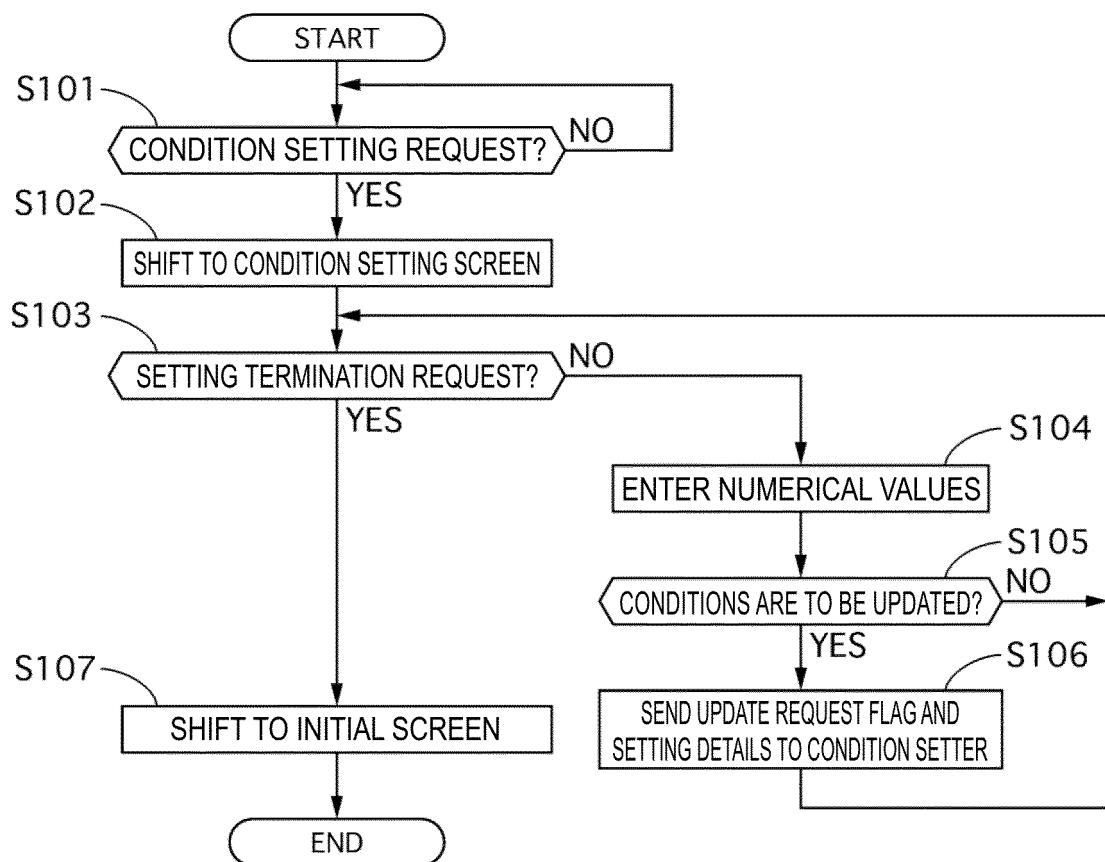 START
S101
CONDITION SETTING REQUEST?
NO
YES
S102
SHIFT TO CONDITION SETTING SCREEN
S103
SETTING TERMINATION REQUEST?
NO
YES
S104
ENTER NUMERICAL VALUES
S105
CONDITIONS ARE TO BE UPDATED?
NO
YES
S106
SEND UPDATE REQUEST FLAG AND
SETTING DETAILS TO CONDITION SETTER
S107
SHIFT TO INITIAL SCREEN
END